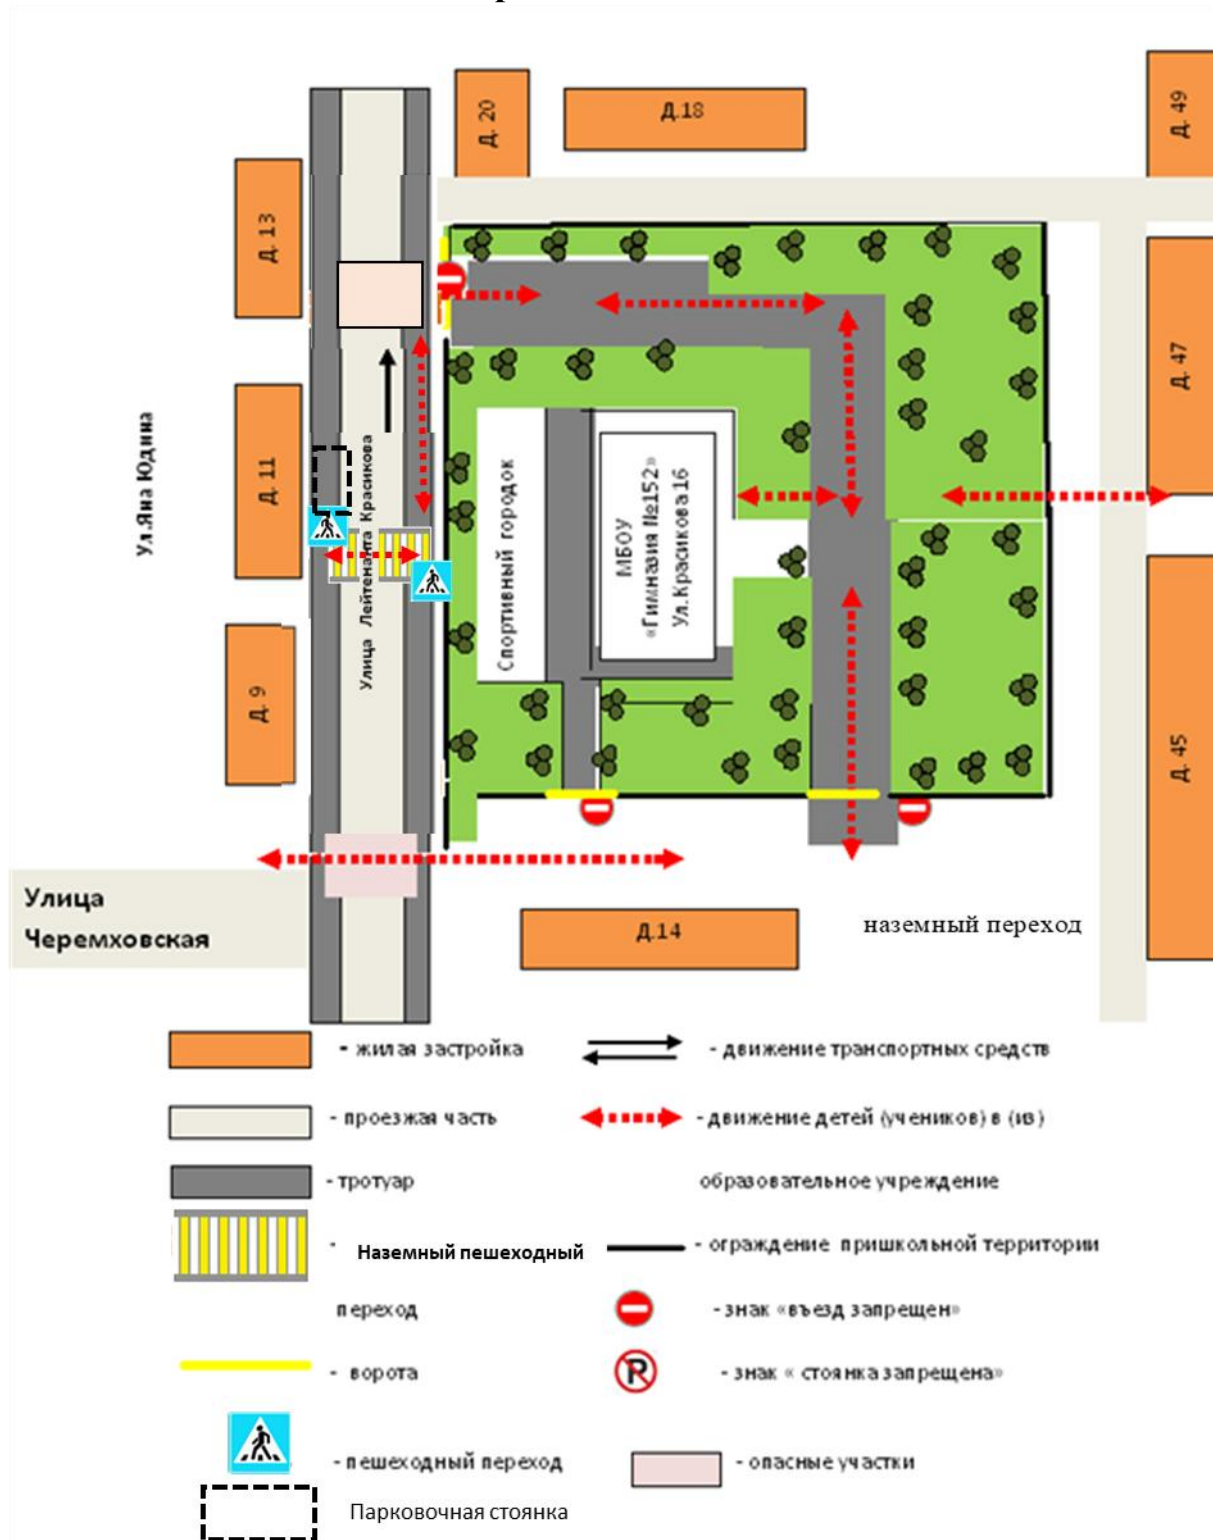 Д. 20
Д.18
Д. 49
Д. 13
Д. 47
Ул.Яна Юдина
Д. 11
Улица Лейтенанта Красикова
Спортивный городок
МБОУ
«Гимназия №152»
Ул.Красикова 16
Д. 9
Д. 45
Улица
Черемховская
Д.14
наземный переход
- жилая застройка
- движение транспортных средств
- проезжая часть
- движение детей (учеников) в (из)
- тротуар
образовательное учреждение
- Наземный пешеходный
- ограждение пришкольной территории
переход
- знак «въезд запрещен»
- ворота
P
- знак « стоянка запрещена»
- пешеходный переход
- опасные участки
Парковочная стоянка